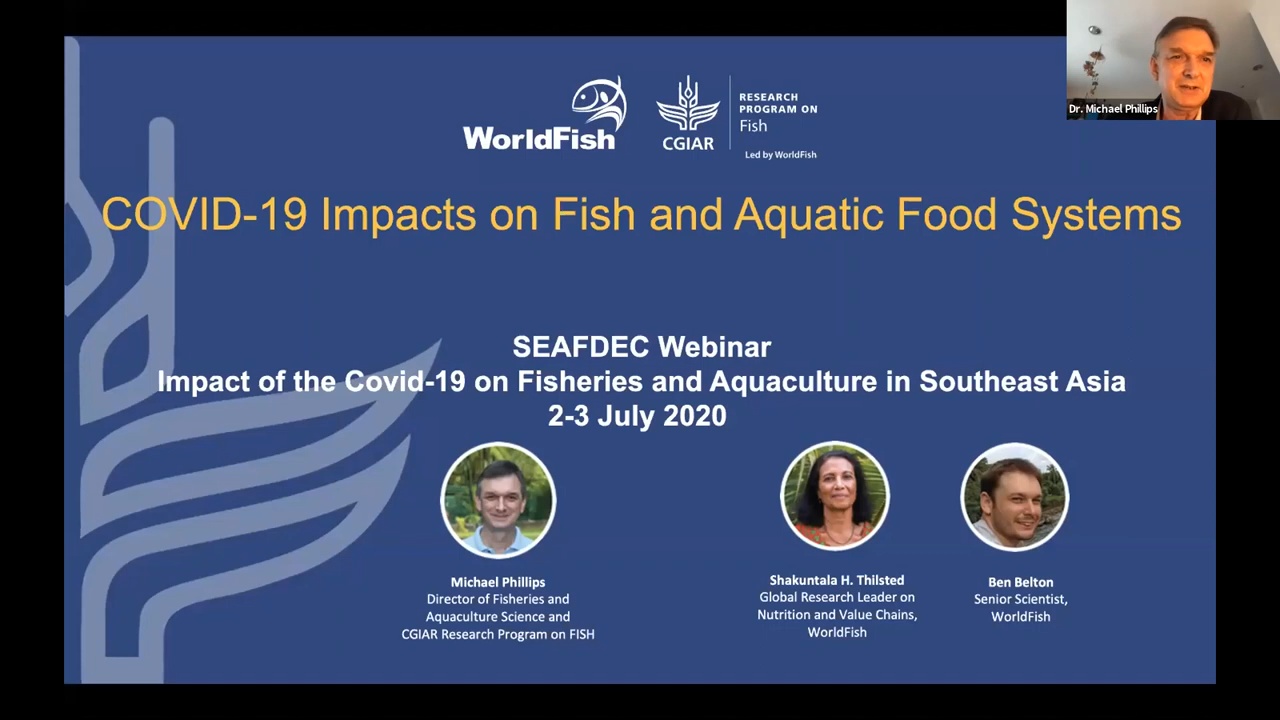 WorldFish
CGIAR
RESEARCH
PROGRAM ON
Fish
Led by WorldFish
Dr. Michael Phillips
COVID-19 Impacts on Fish and Aquatic Food Systems
SEAFDEC Webinar
Impact of the Covid-19 on Fisheries and Aquaculture in Southeast Asia
2-3 July 2020
Michael Phillips
Director of Fisheries and
Aquaculture Science and
CGIAR Research Program on FISH
Shakuntala H. Thilsted
Global Research Leader on
Nutrition and Value Chains,
WorldFish
Ben Belton
Senior Scientist,
WorldFish